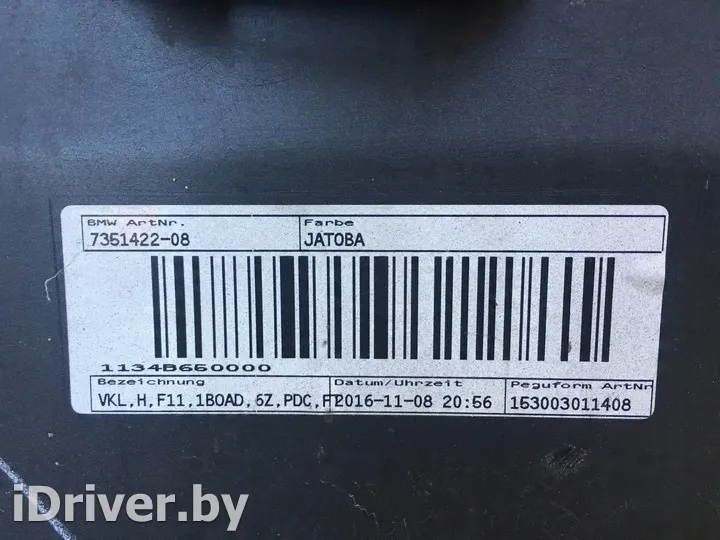 BMW ArtNr. Farbe
7351422-08 JATOBA
1134B660000
Bezeichnung Datum/Uhrzeit Peguform ArtNr
VKL,H,F11,1BOAD,6Z,PDC,FT 2016-11-08 20:56 153003011408
iDriver.by